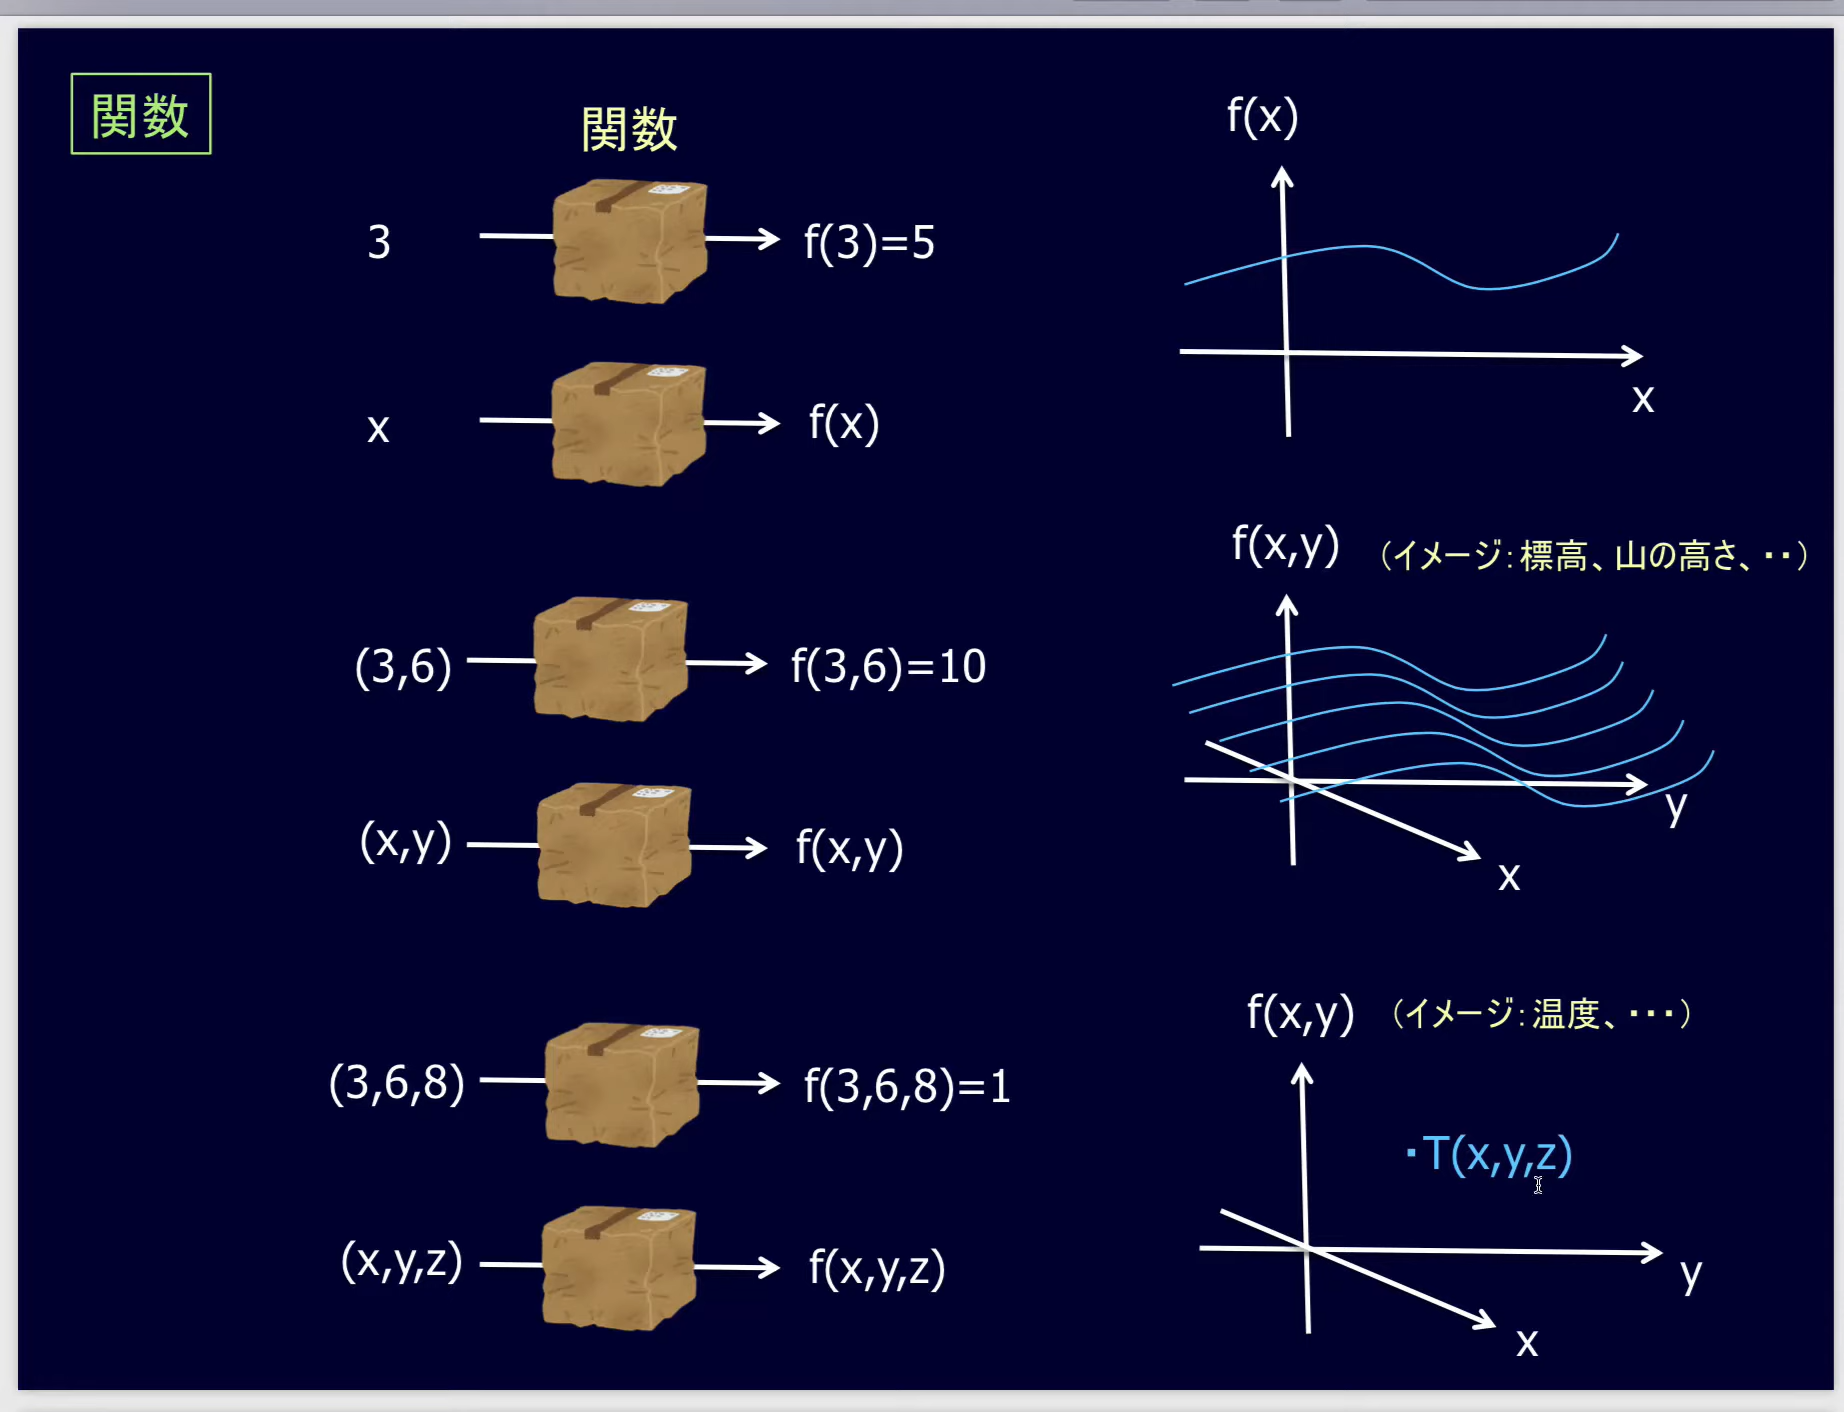 関数
関数
3
f(3)=5
x
f(x)
(3,6)
f(3,6)=10
(x,y)
f(x,y)
(3,6,8)
f(3,6,8)=1
(x,y,z)
f(x,y,z)
f(x)
x
f(x,y) （イメージ：標高、山の高さ、・・）
y
x
f(x,y) （イメージ：温度、・・・）
・T(x,y,z)
y
x